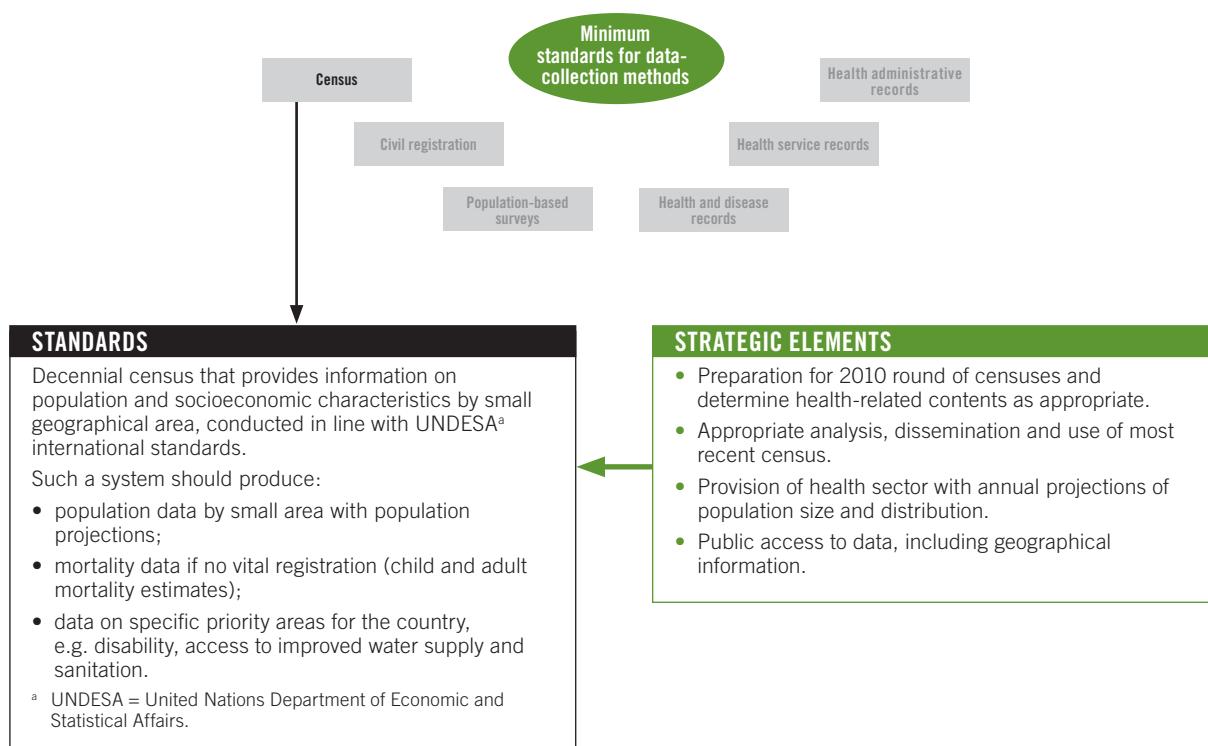 Minimum
standards for data-
collection methods
Census
Health administrative
records
Civil registration
Health service records
Population-based
surveys
Health and disease
records
STANDARDS
Decennial census that provides information on
population and socioeconomic characteristics by small
geographical area, conducted in line with UNDESAᵃ
international standards.
Such a system should produce:
• population data by small area with population
projections;
• mortality data if no vital registration (child and adult
mortality estimates);
• data on specific priority areas for the country,
e.g. disability, access to improved water supply and
sanitation.
ᵃ UNDESA = United Nations Department of Economic and
Statistical Affairs.
STRATEGIC ELEMENTS
• Preparation for 2010 round of censuses and
determine health-related contents as appropriate.
• Appropriate analysis, dissemination and use of most
recent census.
• Provision of health sector with annual projections of
population size and distribution.
• Public access to data, including geographical
information.